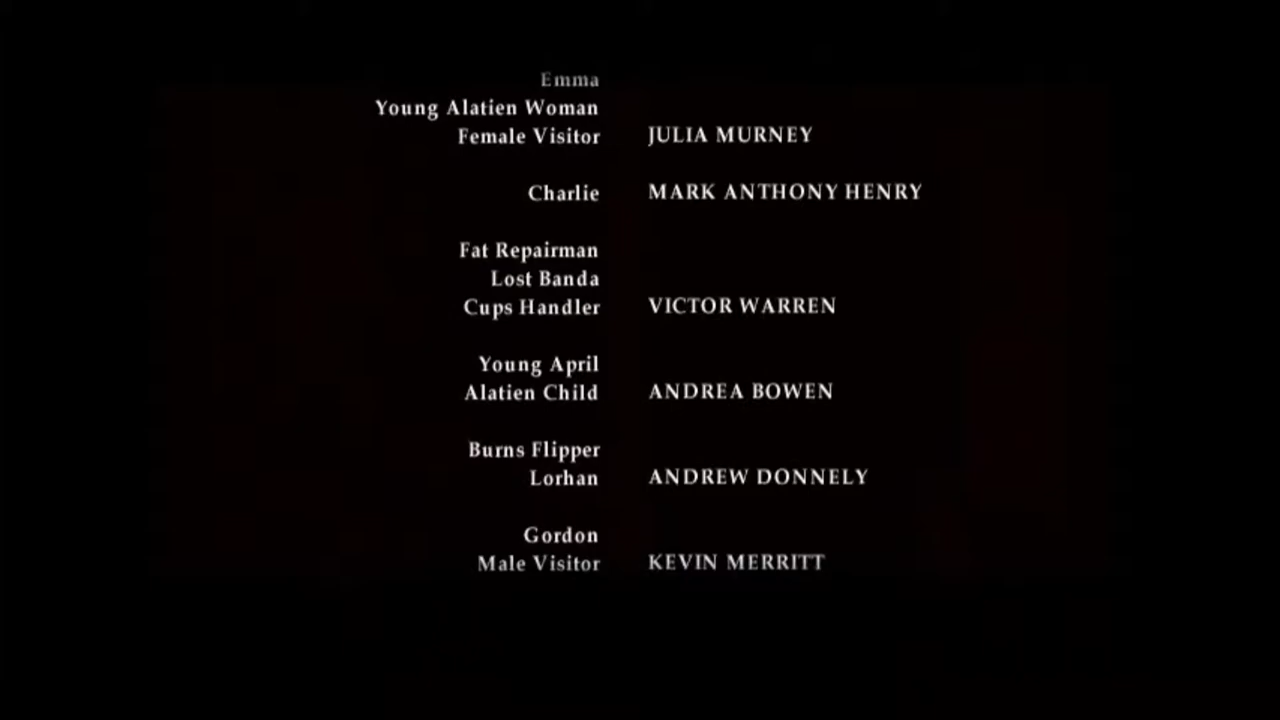 Emma
Young Alatien Woman
Female Visitor JULIA MURNEY
Charlie MARK ANTHONY HENRY
Fat Repairman
Lost Banda
Cups Handler VICTOR WARREN
Young April
Alatien Child ANDREA BOWEN
Burns Flipper
Lorhan ANDREW DONNELY
Gordon
Male Visitor KEVIN MERRITT